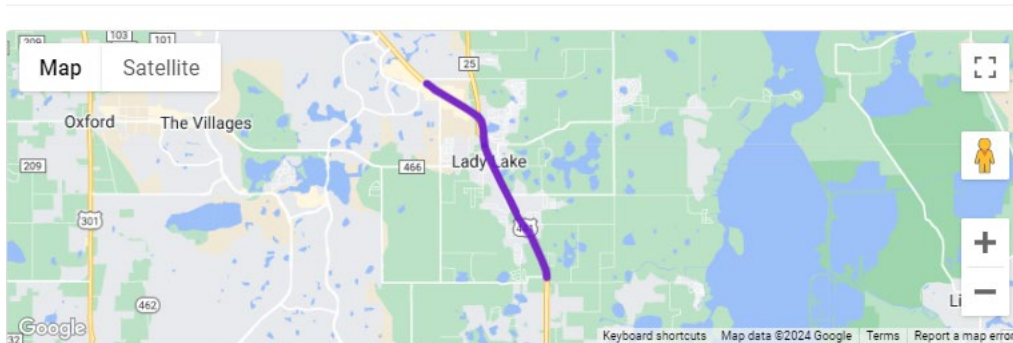 209
103
101
Map Satellite
25
Oxford
The Villages
209
466
Lady Lake
301
462
Google
Keyboard shortcuts Map data ©2024 Google Terms Report a map error